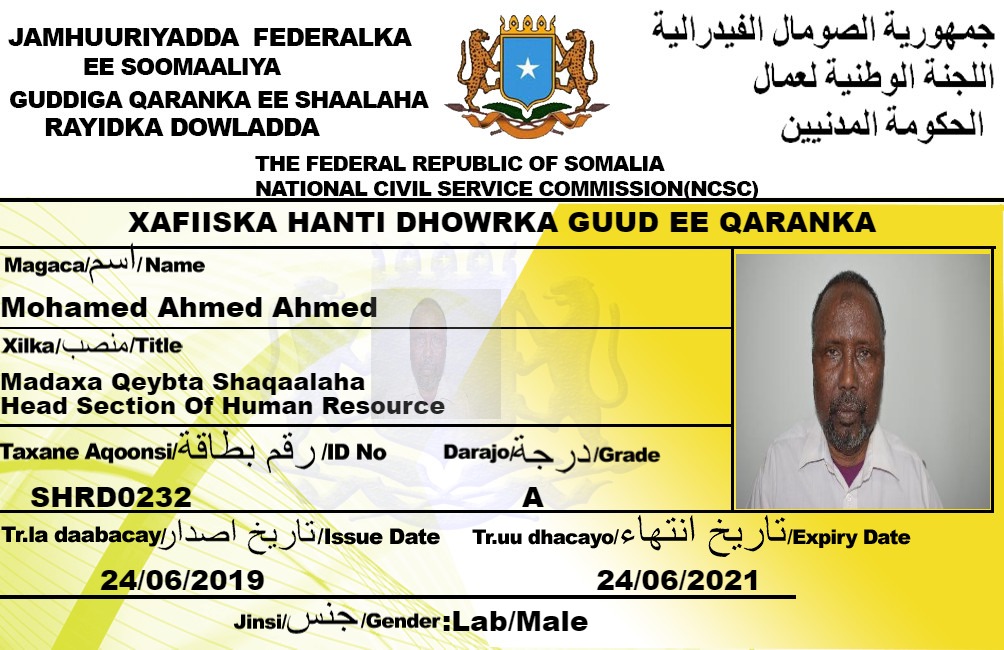 JAMHUURIYADDA FEDERALKA
EE SOOMAALIYA
GUDDIGA QARANKA EE SHAALAHA
RAYIDKA DOWLADDA
جمهورية الصومال الفيدرالية
اللجنة الوطنية لعمال
الحكومة المدنيين
THE FEDERAL REPUBLIC OF SOMALIA
NATIONAL CIVIL SERVICE COMMISSION(NCSC)
XAFIISKA HANTI DHOWRKA GUUD EE QARANKA
Magaca/اسم/Name
Mohamed Ahmed Ahmed
Xilka/منصب/Title
Madaxa Qeybta Shaqaalaha
Head Section Of Human Resource
Taxane Aqoonsi/رقم بطاقة/ID No
Darajo/درجة/Grade
SHRD0232
A
Tr.la daabacay/تاريخ اصدار/Issue Date
Tr.uu dhacayo/تاريخ انتهاء/Expiry Date
24/06/2019
24/06/2021
Jinsi/جنس/Gender:Lab/Male